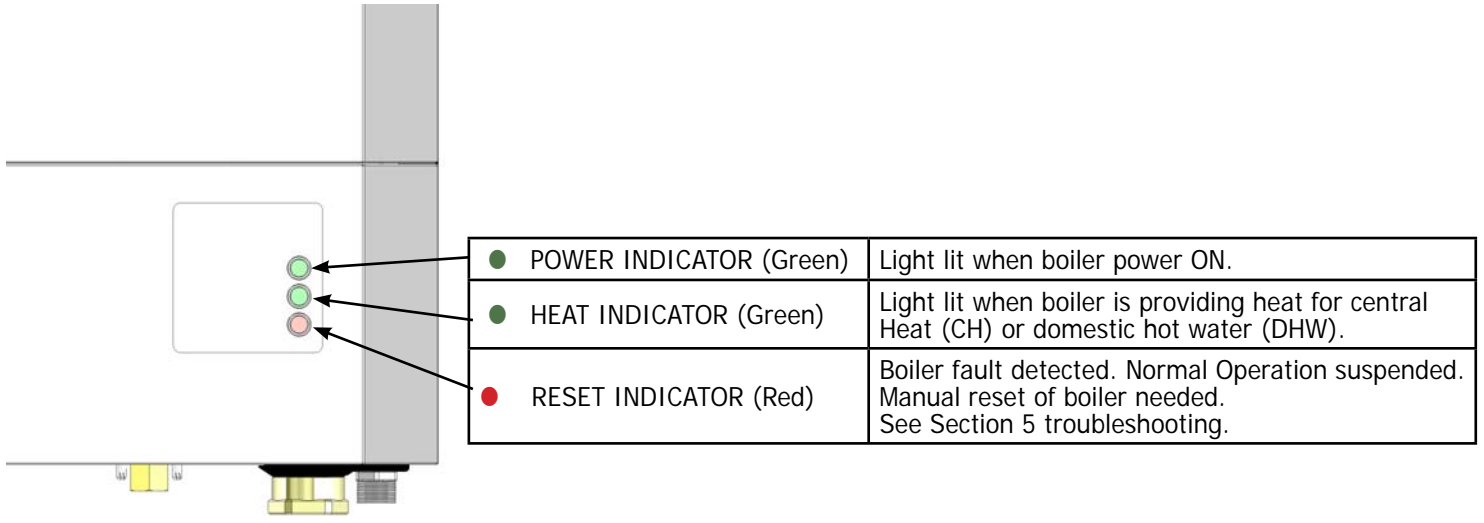 POWER INDICATOR (Green)
Light lit when boiler power ON.
HEAT INDICATOR (Green)
Light lit when boiler is providing heat for central
Heat (CH) or domestic hot water (DHW).
RESET INDICATOR (Red)
Boiler fault detected. Normal Operation suspended.
Manual reset of boiler needed.
See Section 5 troubleshooting.